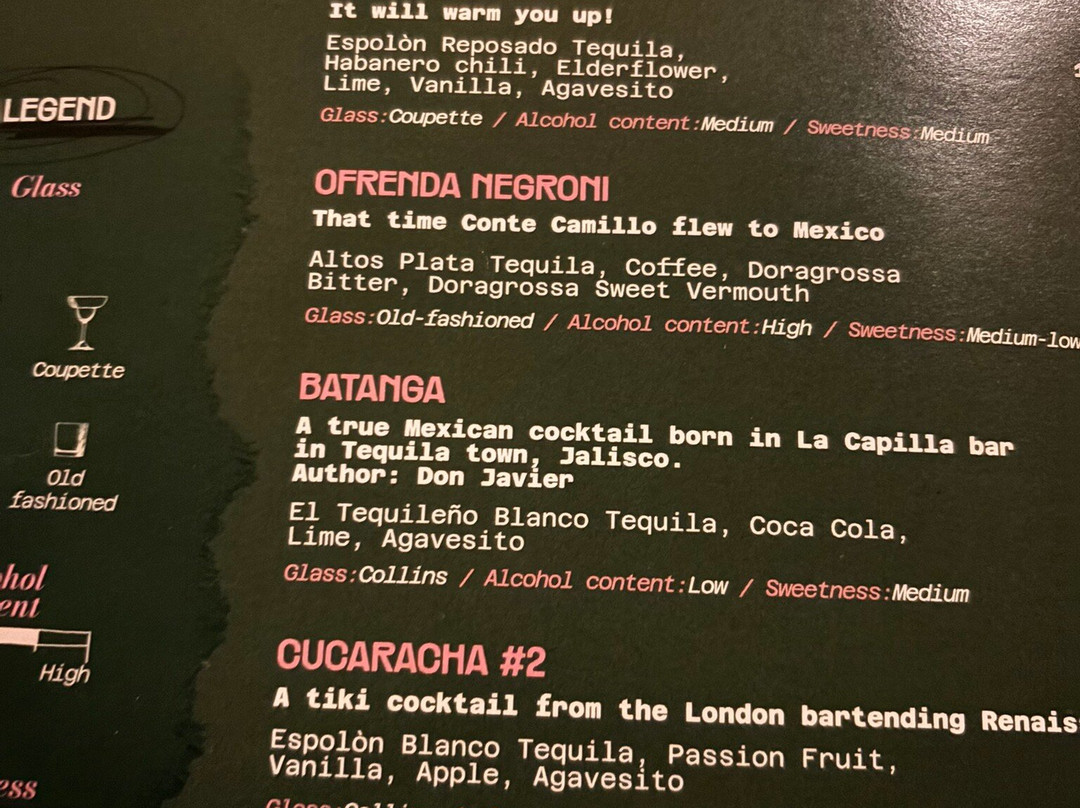 LEGEND
Glass
Coupette
Old
fashioned
High
It will warm you up!
Espolòn Reposado Tequila,
Habanero chili, Elderflower,
Lime, Vanilla, Agavesito
Glass:Coupette / Alcohol content:Medium / Sweetness:Medium
OFRENDA NEGRONI
That time Conte Camillo flew to Mexico
Altos Plata Tequila, Coffee, Doragrossa
Bitter, Doragrossa Sweet Vermouth
Glass:Old-fashioned / Alcohol content:High / Sweetness:Medium-low
BATANGA
A true Mexican cocktail born in La Capilla bar
in Tequila town, Jalisco.
Author: Don Javier
El Tequileño Blanco Tequila, Coca Cola,
Lime, Agavesito
Glass:Collins / Alcohol content:Low / Sweetness:Medium
CUCARACHA #2
A tiki cocktail from the London bartending Renais
Espolòn Blanco Tequila, Passion Fruit,
Vanilla, Apple, Agavesito